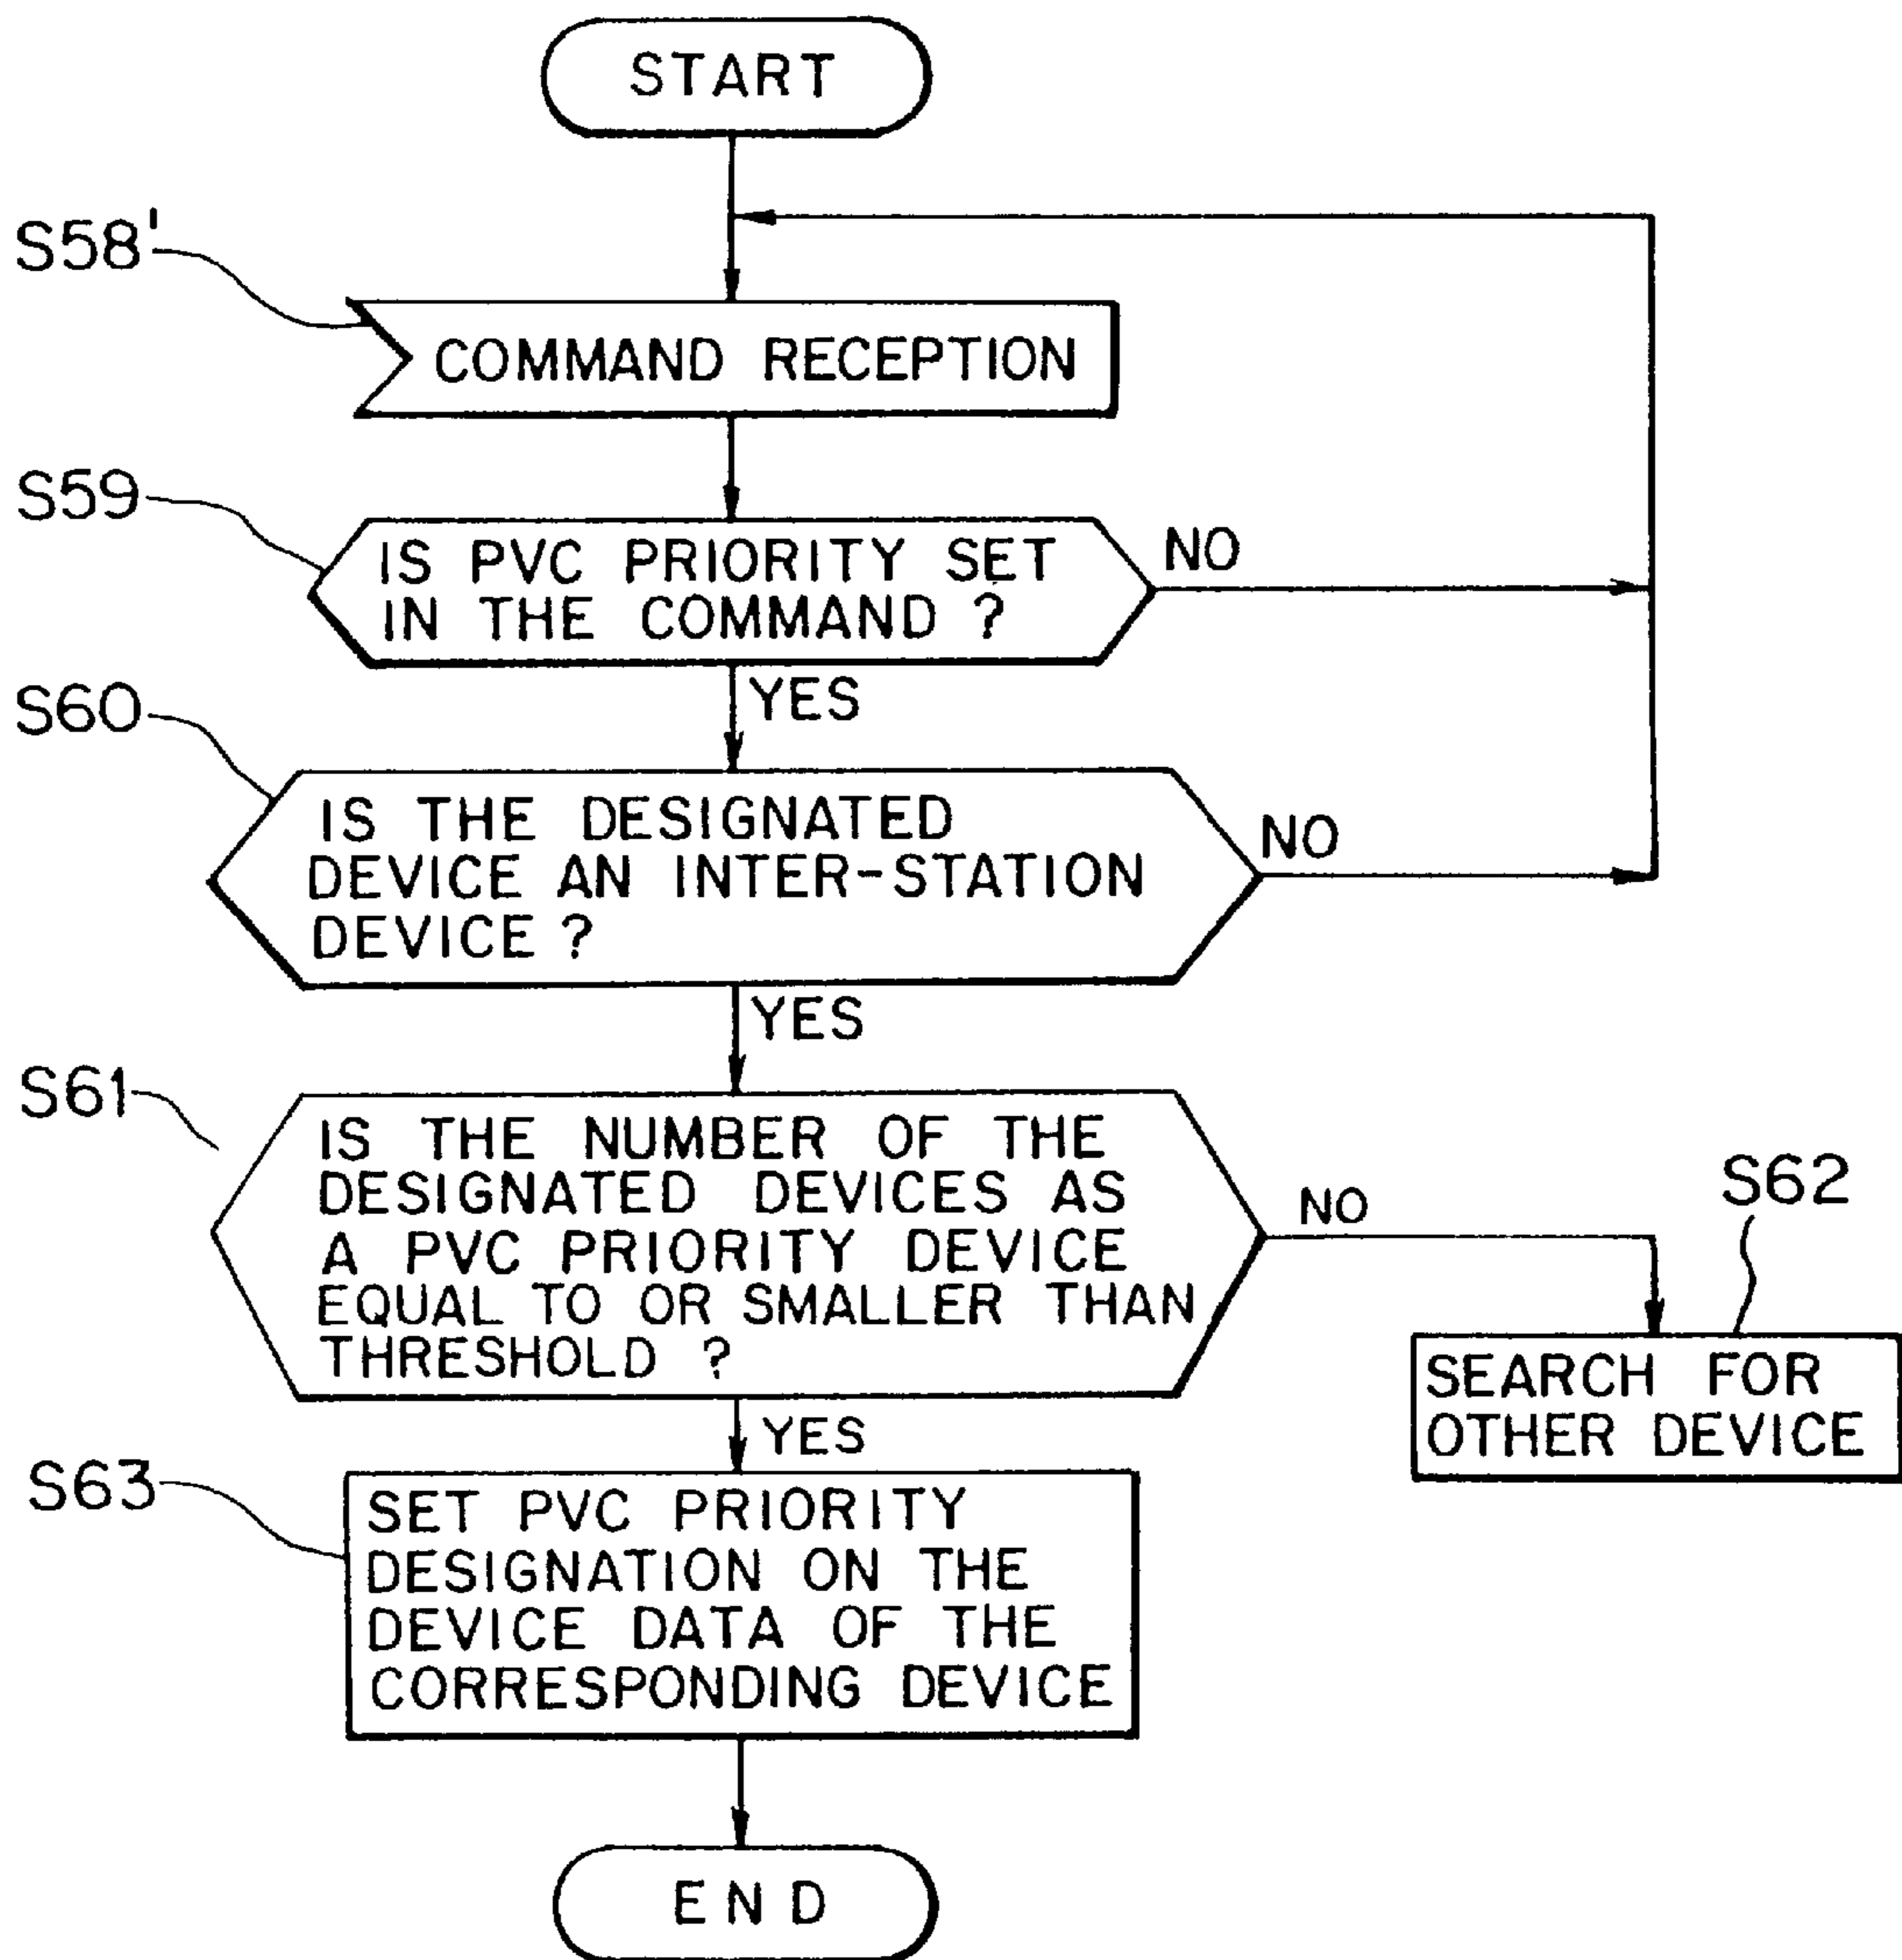 START
S58'
COMMAND RECEPTION
S59
IS PVC PRIORITY SET
IN THE COMMAND ?
NO
YES
S60
IS THE DESIGNATED
DEVICE AN INTER-STATION
DEVICE ?
NO
YES
S61
IS THE NUMBER OF THE
DESIGNATED DEVICES AS
A PVC PRIORITY DEVICE
EQUAL TO OR SMALLER THAN
THRESHOLD ?
NO
S62
SEARCH FOR
OTHER DEVICE
YES
S63
SET PVC PRIORITY
DESIGNATION ON THE
DEVICE DATA OF THE
CORRESPONDING DEVICE
END